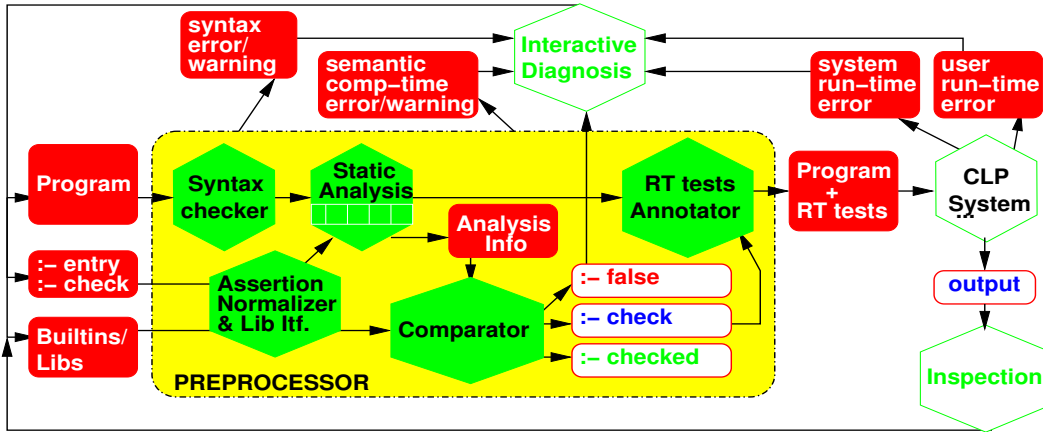 syntax
error/
warning
semantic
comp-time
error/warning
Interactive
Diagnosis
system
run-time
error
user
run-time
error
Program
Syntax
checker
Static
Analysis
RT tests
Annotator
Program
+
RT tests
CLP
System
...
Analysis
Info
:- entry
:- check
Assertion
Normalizer
& Lib Itf.
Comparator
:- false
:- check
:- checked
output
Builtins/
Libs
PREPROCESSOR
Inspection